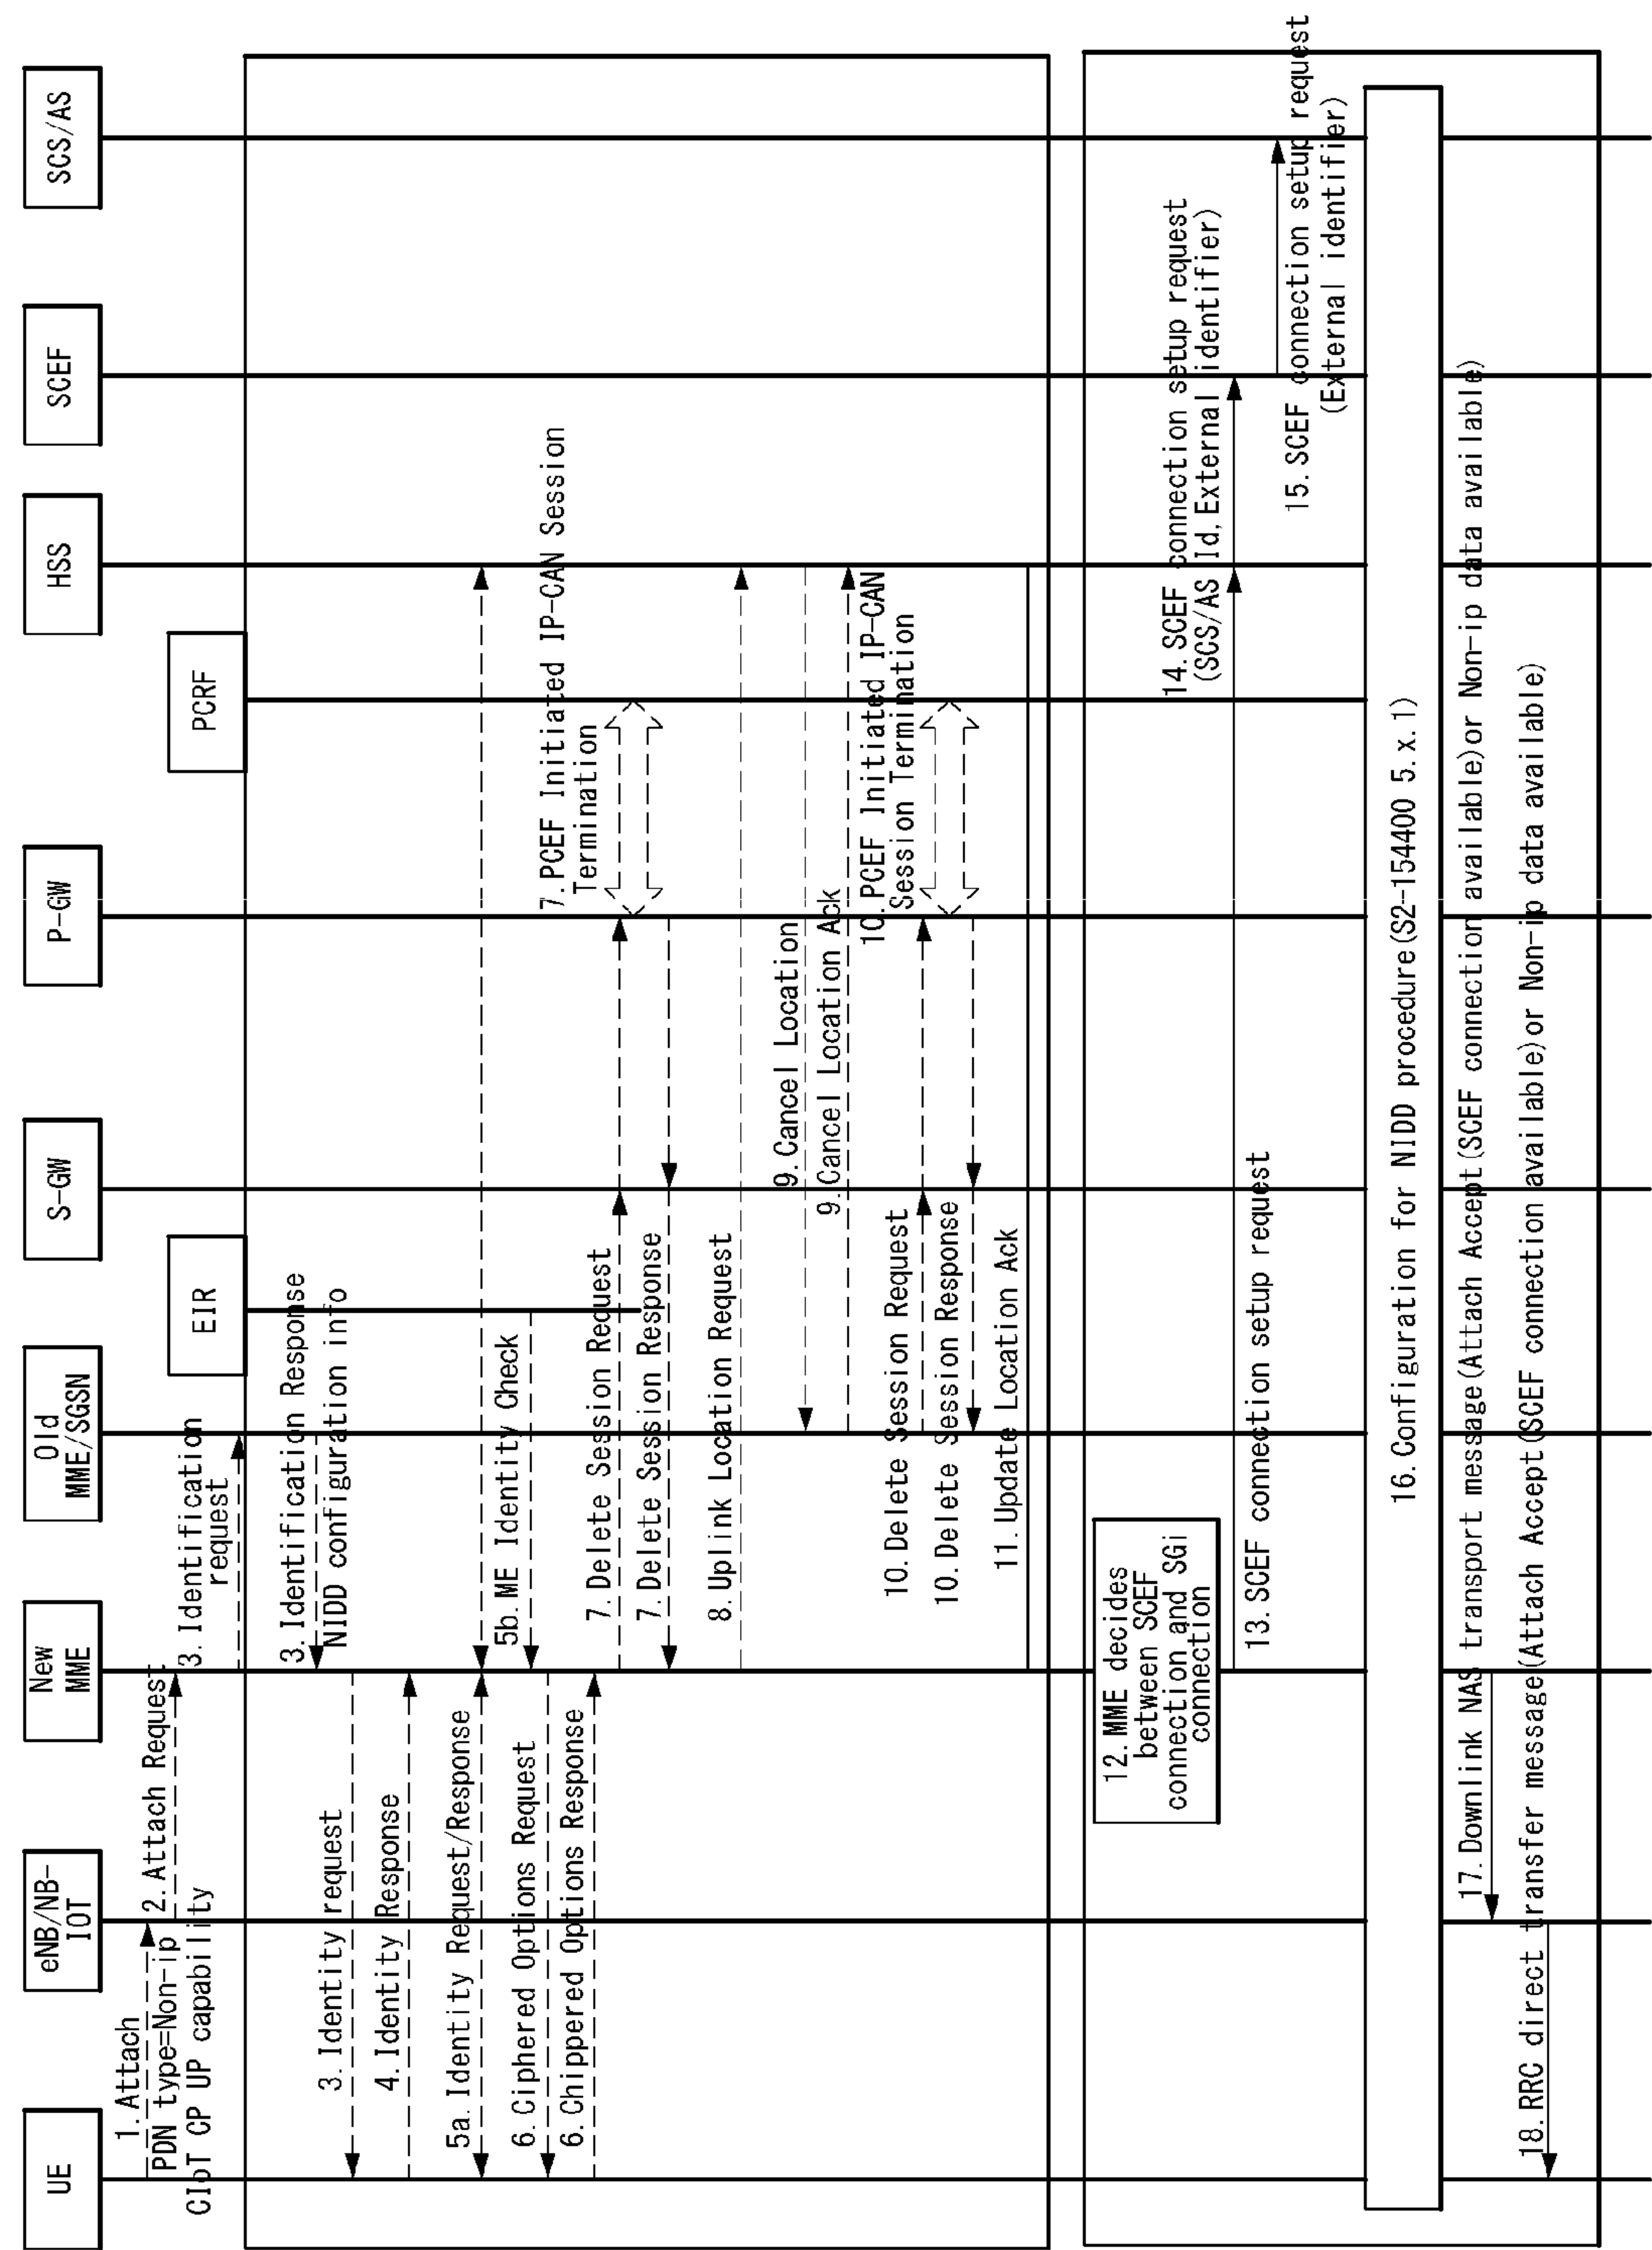 UE
eNB/NB-
IOT
New
MME
Old
MME/SGSN
EIR
S-GW
P-GW
PCRF
HSS
SCEF
SCS/AS
1. Attach
PDN type=Non-ip
CIoT CP UP capability
2. Attach Request
3. Identification
request
3. Identification Response
NIDD configuration info
3. Identity request
4. Identity Response
5a. Identity Request/Response
5b. ME Identity Check
6. Ciphered Options Request
6. Chippered Options Response
7. Delete Session Request
7. Delete Session Response
7. PCEF Initiated IP-CAN Session
Termination
8. Uplink Location Request
9. Cancel Location
9. Cancel Location Ack
10. Delete Session Request
10. Delete Session Response
10. PCEF Initiated IP-CAN
Session Termination
11. Update Location Ack
12. MME decides
between SCEF
connection and SGi
connection
13. SCEF connection setup request
14. SCEF connection setup request
(SCS/AS Id, External identifier)
15. SCEF connection setup request
(External identifier)
16. Configuration for NIDD procedure(S2-154400 5.x.1)
17. Downlink NAS transport message(Attach Accept(SCEF connection available)or Non-ip data available)
18. RRC direct transfer message(Attach Accept(SCEF connection available)or Non-ip data available)